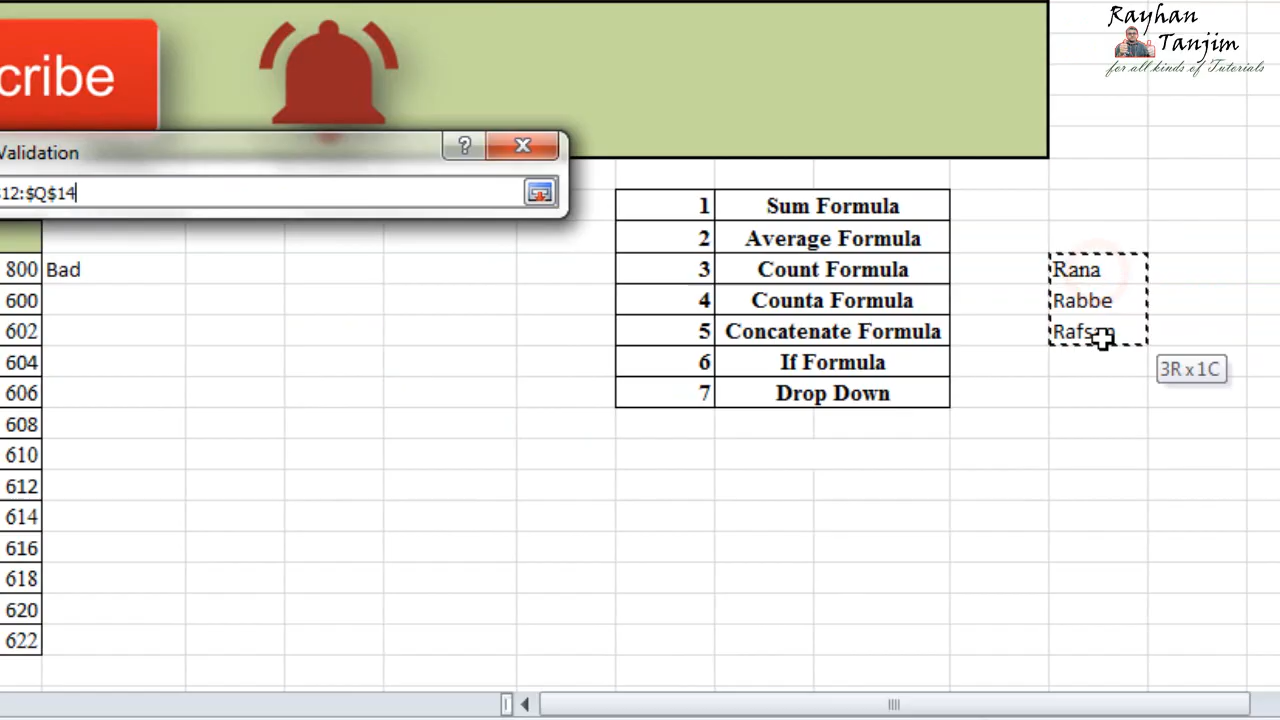 Rayhan
Tanjim
for all kinds of Tutorials
cribe
Validation
12:$Q$14
1 Sum Formula
2 Average Formula
800 Bad 3 Count Formula Rana
600 4 Counta Formula Rabbe
602 5 Concatenate Formula
604 6 If Formula 3R x 1C
606 7 Drop Down
608
610
612
614
616
618
620
622